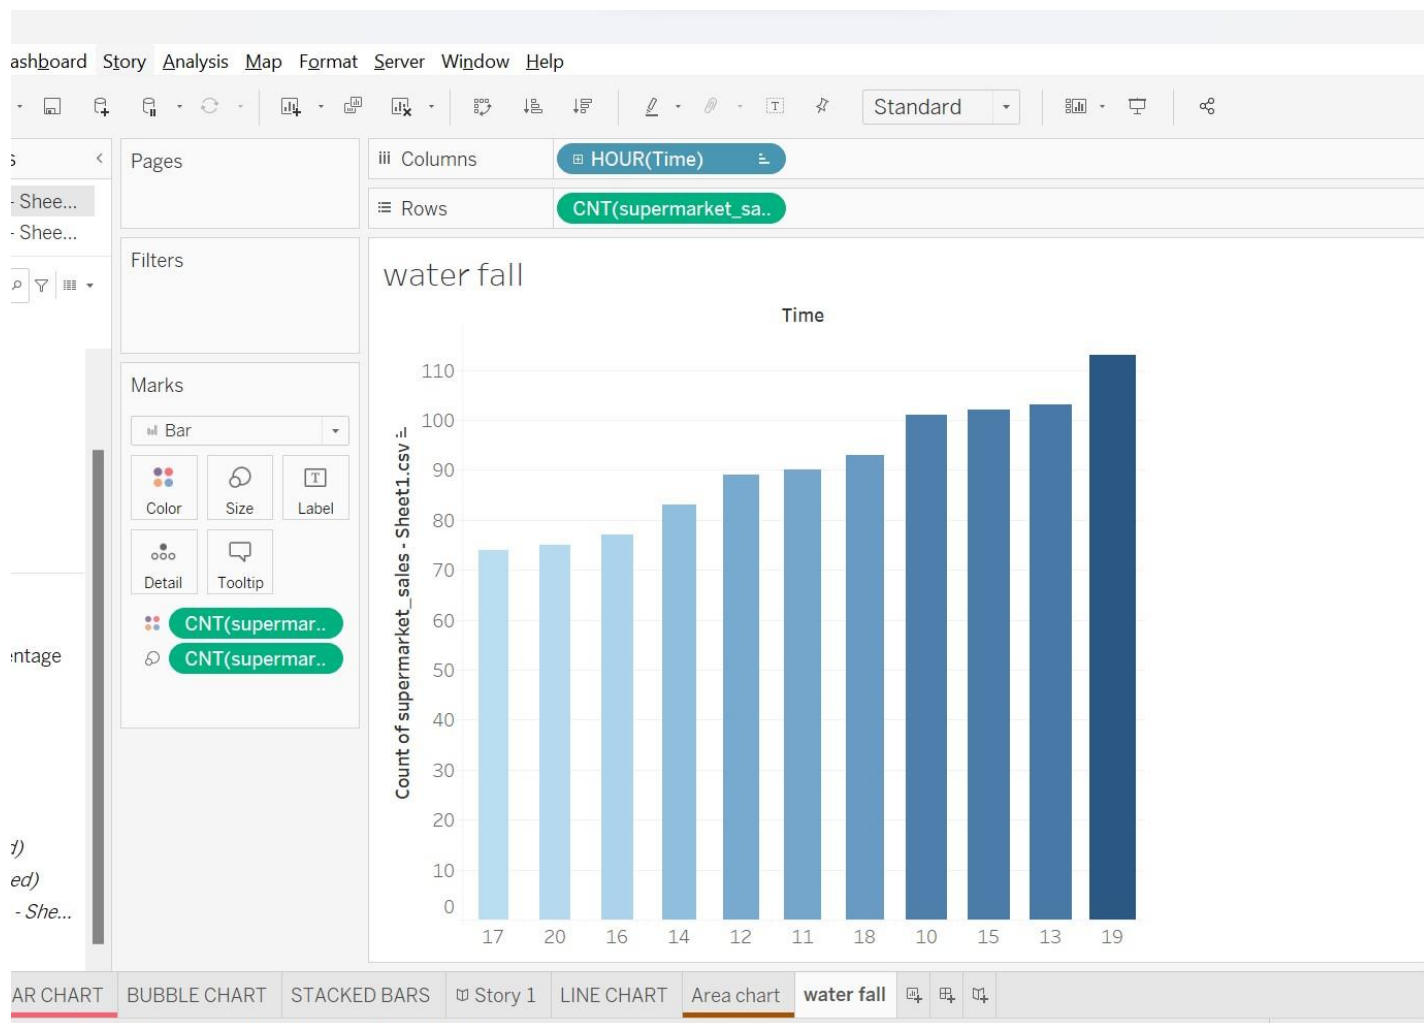 ashboard Story Analysis Map Format Server Window Help
Standard
s
Pages
Columns
HOUR(Time)
- Shee...
Rows
CNT(supermarket_sa..
- Shee...
Filters
water fall
Time
Marks
Bar
Color Size Label
Detail Tooltip
CNT(supermar..
CNT(supermar..
entage
d)
ed)
- She...
Count of supermarket_sales - Sheet1.csv
110
100
90
80
70
60
50
40
30
20
10
0
17 20 16 14 12 11 18 10 15 13 19
AR CHART BUBBLE CHART STACKED BARS Story 1 LINE CHART Area chart water fall